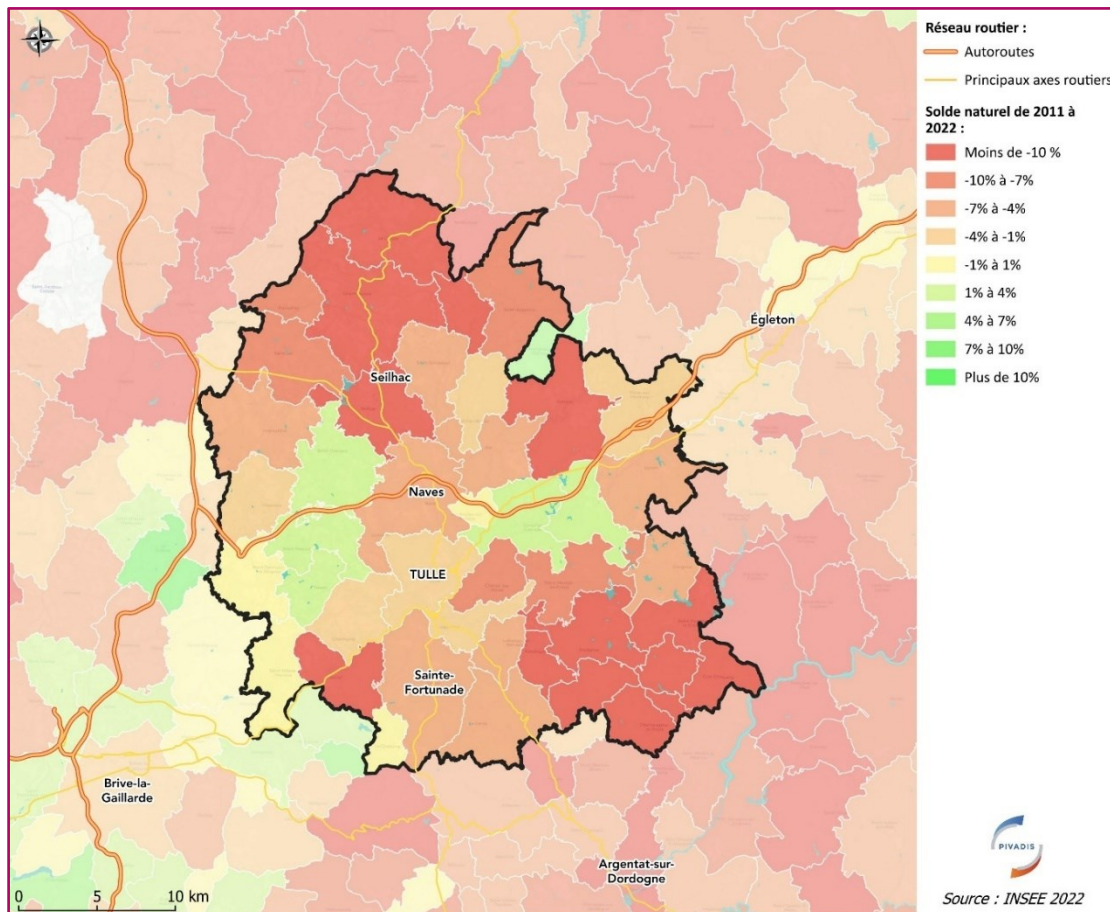 Réseau routier :
Autoroutes
Principaux axes routiers
Solde naturel de 2011 à
2022 :
Moins de -10 %
-10% à -7%
-7% à -4%
-4% à -1%
-1% à 1%
1% à 4%
4% à 7%
7% à 10%
Plus de 10%
Égleton
Seilhac
Naves
TULLE
Sainte-
Fortunade
Brive-la-
Gaillarde
Argentat-sur-
Dordogne
0 5 10 km
PIVADIS
Source : INSEE 2022